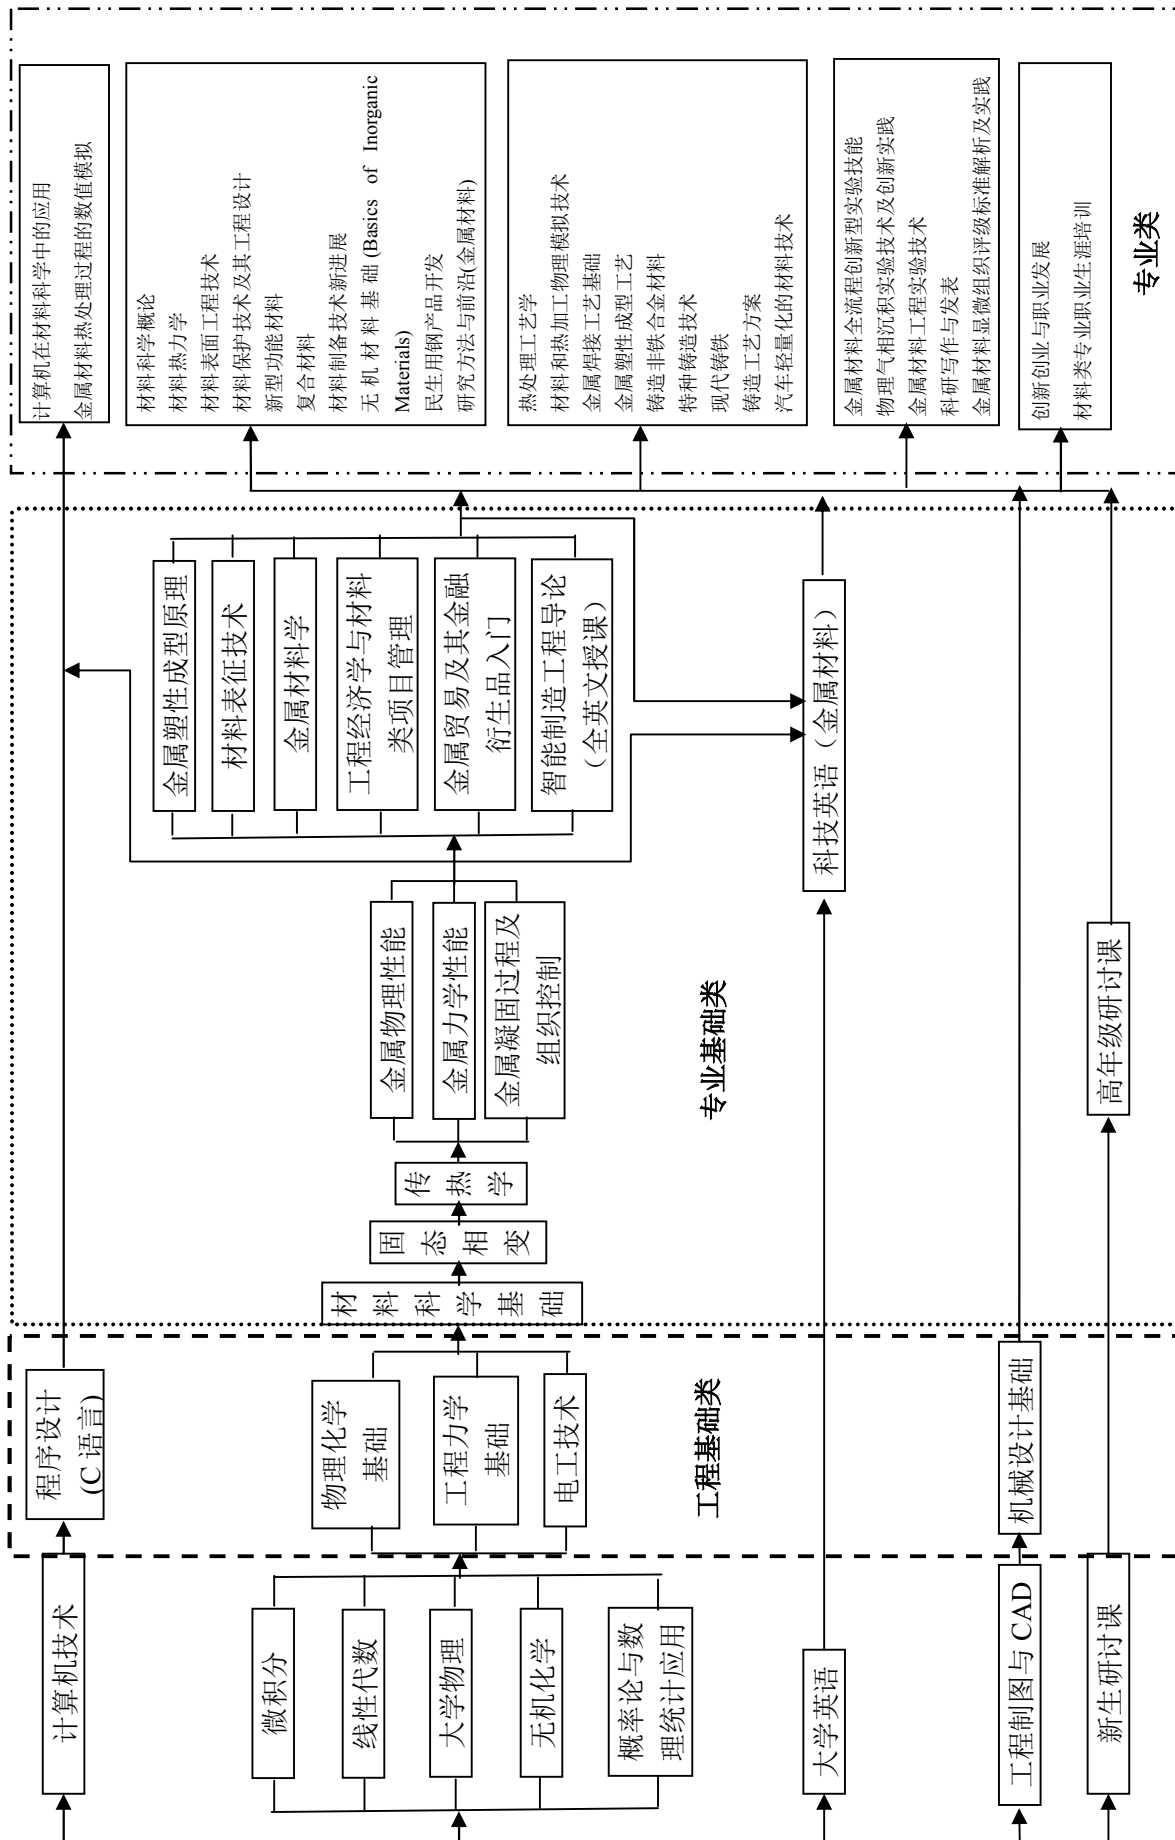 计算机技术
微积分
线性代数
大学物理
无机化学
概率论与数
理统计应用
大学英语
工程制图与 CAD
新生研讨课
程序设计
(C 语言)
物理化学
基础
工程力学
基础
电工技术
工程基础类
机械设计基础
材料科学基础
固态相变
传热学
金属物理性能
金属力学性能
金属凝固过程及
组织控制
专业基础类
高年级研讨课
金属塑性成型原理
材料表征技术
金属材料学
工程经济学与材料
类项目管理
金属贸易及其金融
衍生品入门
智能制造工程导论
（全英文授课）
科技英语（金属材料）
计算机在材料科学中的应用
金属材料热处理过程的数值模拟
材料科学概论
材料热力学
材料表面工程技术
材料保护技术及其工程设计
新型功能材料
复合材料
材料制备技术新进展
无机材料基础(Basics of Inorganic
Materials)
民生用钢产品开发
研究方法与前沿(金属材料)
热处理工艺学
材料和热加工物理模拟技术
金属焊接工艺基础
金属塑性成型工艺
铸造非铁合金材料
特种铸造技术
现代铸铁
铸造工艺方案
汽车轻量化的材料技术
金属材料全流程创新型实验技能
物理气相沉积实验技术及创新实践
金属材料工程实验技术
科研写作与发表
金属材料显微组织评级标准解析及实践
创新创业与职业发展
材料类专业职业生涯培训
专业类